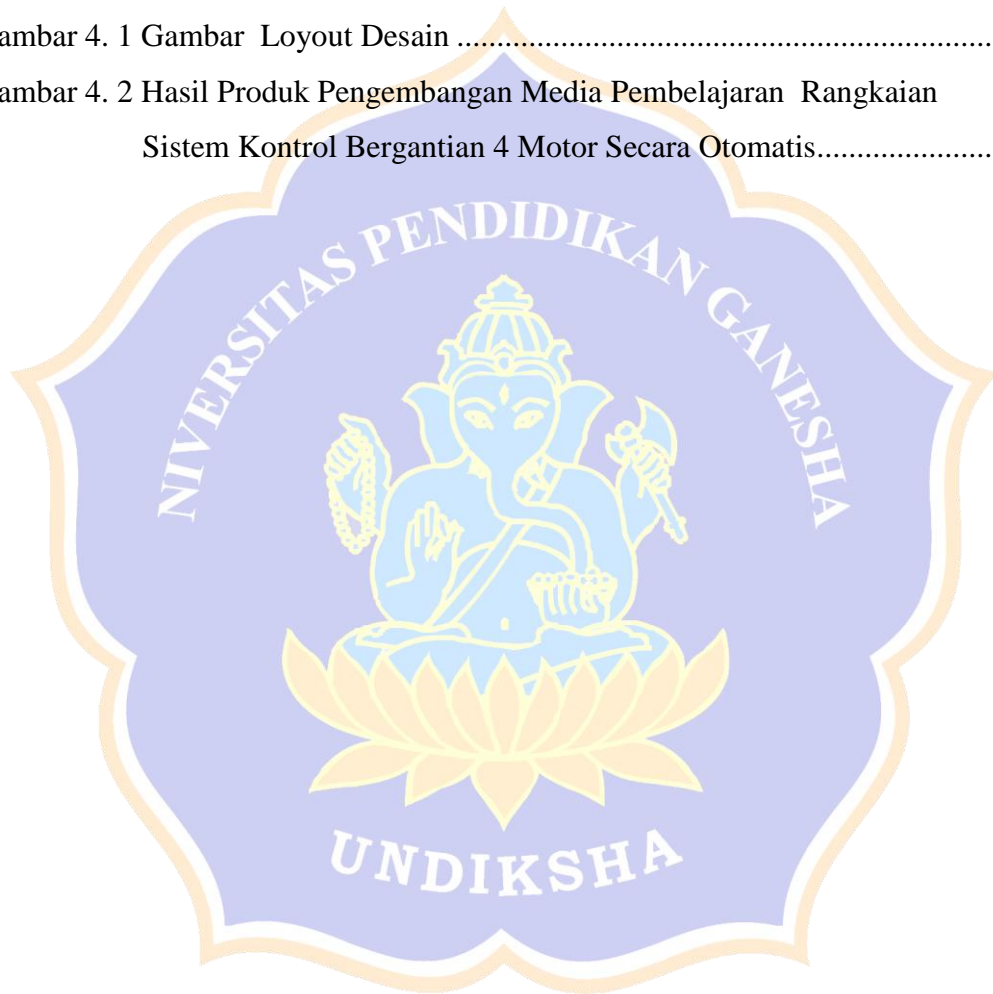 ambar 4. 1 Gambar  Loyout Desain ..................................................................
ambar 4. 2 Hasil Produk Pengembangan Media Pembelajaran  Rangkaian
Sistem Kontrol Bergantian 4 Motor Secara Otomatis......................
NIVERSITAS PENDIDIKAN GANESHA
UNDIKSHA